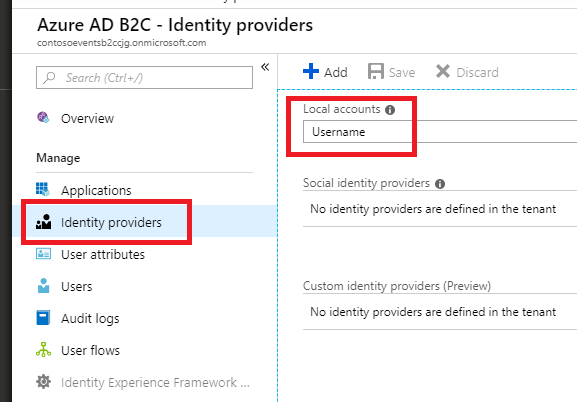 Azure AD B2C - Identity providers
contosoeventsb2ccjg.onmicrosoft.com
Search (Ctrl+/)
«
Overview
Manage
Applications
Identity providers
User attributes
Users
Audit logs
User flows
Identity Experience Framework ...
Add Save Discard
Local accounts
Username
Social identity providers
No identity providers are defined in the tenant
Custom identity providers (Preview)
No identity providers are defined in the tenant